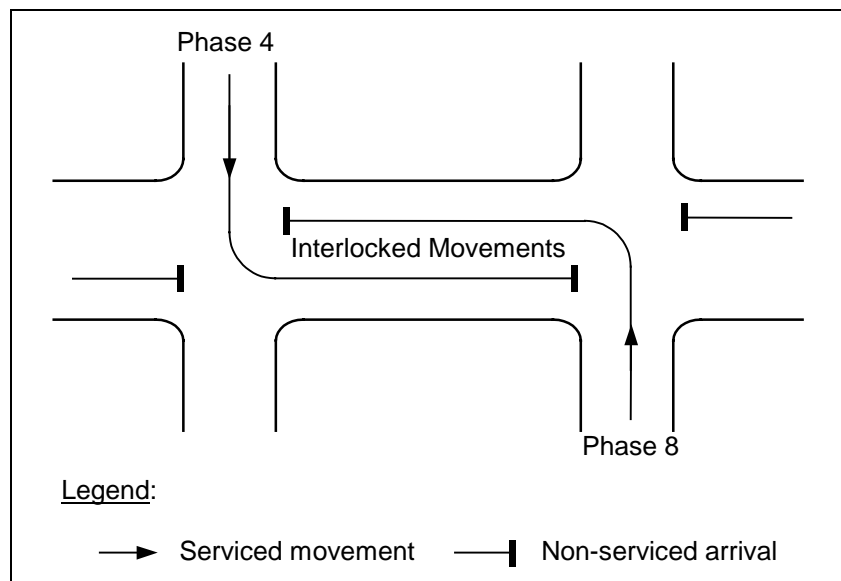 Phase 4
Interlocked Movements
Phase 8
Legend:
Serviced movement
Non-serviced arrival